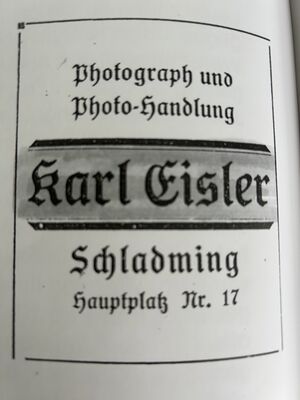 Photograph und
Photo-Handlung
Karl Eisler
Schladming
Hauptplatz Nr. 17